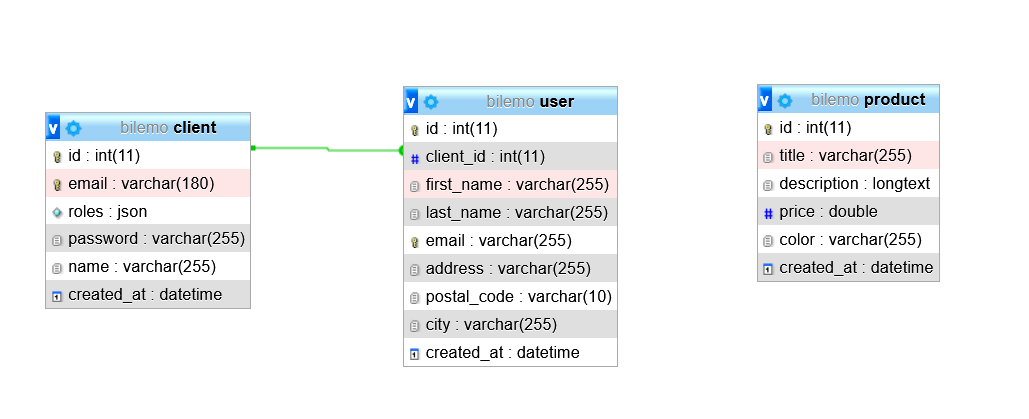 bilemo client
id : int(11)
email : varchar(180)
roles : json
password : varchar(255)
name : varchar(255)
created_at : datetime
bilemo user
id : int(11)
client_id : int(11)
first_name : varchar(255)
last_name : varchar(255)
email : varchar(255)
address : varchar(255)
postal_code : varchar(10)
city : varchar(255)
created_at : datetime
bilemo product
id : int(11)
title : varchar(255)
description : longtext
price : double
color : varchar(255)
created_at : datetime